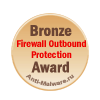 Bronze
Firewall Outbound
Protection
Award
Anti-Malware.ru